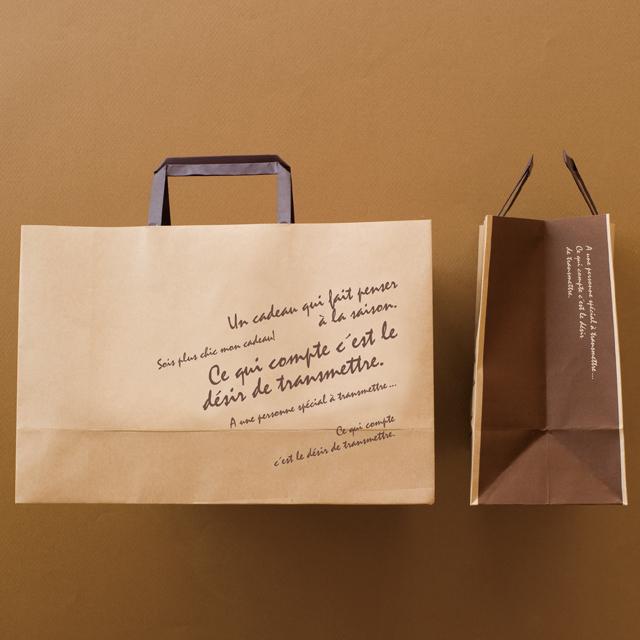 Un cadeau qui fait penser
à la saison.
Sois plus chic mon cadeau!
Ce qui compte c'est le
désir de transmettre.
A une personne spécial à transmettre...
Ce qui compte
c'est le désir de transmettre.
A une personne spécial à transmettre...
Ce qui compte c'est le désir
de transmettre.